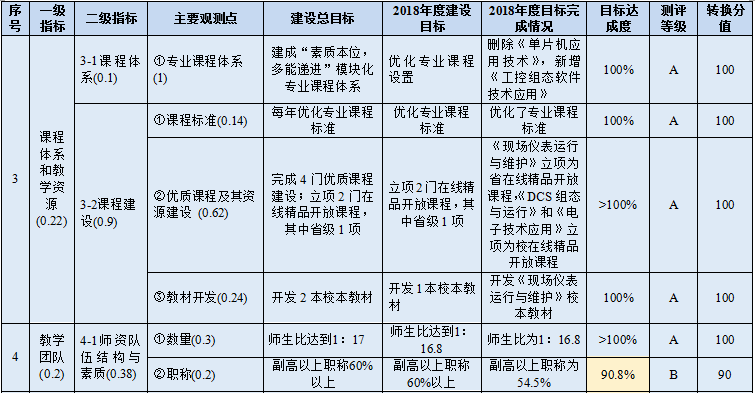 序号
一级指标
二级指标
主要观测点
建设总目标
2018年度建设
目标
2018年度目标完
成情况
目标达
成度
测评
等级
转换分
值
3
课程
体系
和教
学资
源
(0.22)
3-1课程体
系(0.1)
①专业课程体系
(1)
建成“素质本位，
多能递进”模块化
专业课程体系
优化专业课程
设置
删除《单片机应
用技术》，新增
《工控组态软件
技术应用》
100%
A
100
3-2课程建
设(0.9)
①课程标准(0.14)
每年优化专业课程
标准
优化专业课程
标准
优化了专业课程
标准
100%
A
100
②优质课程及其资
源建设 (0.62)
完成4门优质课程
建设；立项2门在
线精品开放课程，
其中省级1项
立项2门在线精
品开放课程，其
中省级1项
《现场仪表运行
与维护》立项为
省在线精品开放
课程，《DCS组态
与运行》和《电
子技术应用》立
项为校在线精品
开放课程
>100%
A
100
③教材开发(0.24)
开发2本校本教材
开发1本校本教
材
开发《现场仪表
运行与维护》校
本教材
100%
A
100
4
教学
团队
(0.2)
4-1师资队
伍结构与
素质(0.38)
①数量(0.3)
师生比达到1：17
师生比达到1：
16.8
师生比为1：16.8
>100%
A
100
②职称(0.2)
副高以上职称60%
以上
副高以上职称
60%以上
副高以上职称为
54.5%
90.8%
B
90